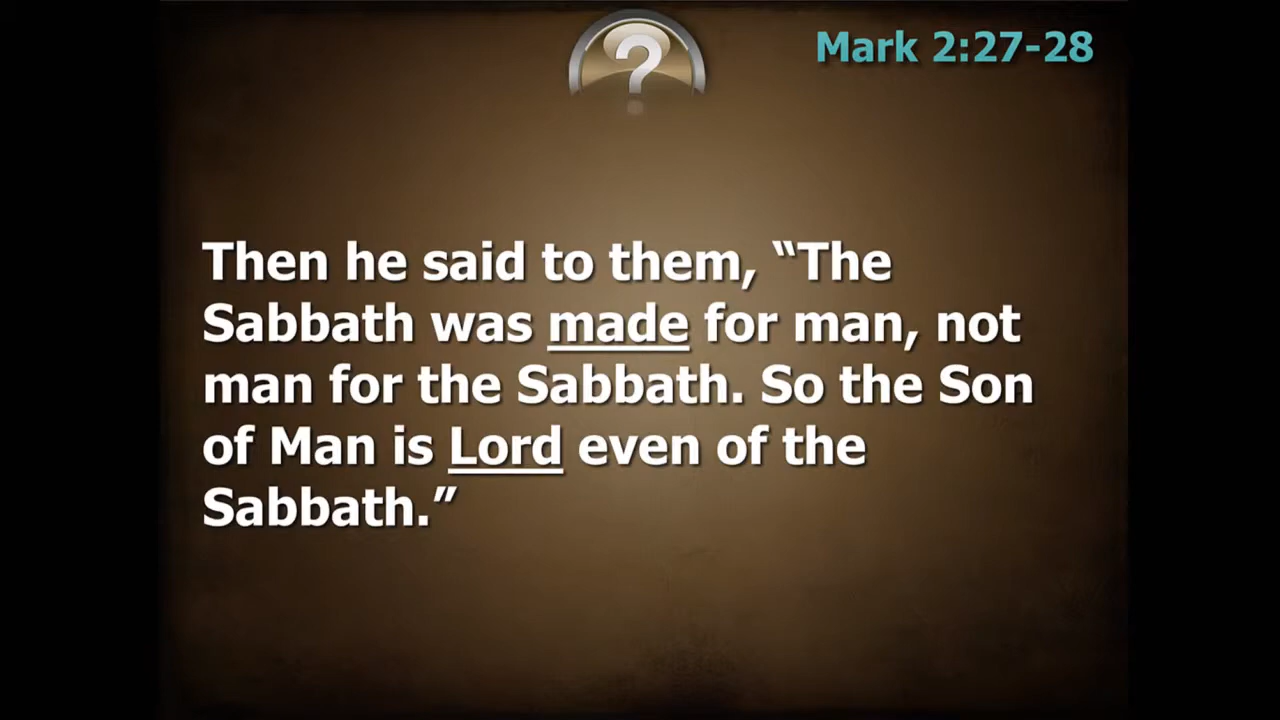 Mark 2:27-28
?
Then he said to them, “The
Sabbath was made for man, not
man for the Sabbath. So the Son
of Man is Lord even of the
Sabbath.”